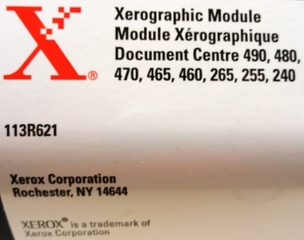 X®
Xerographic Module
Module Xérographique
Document Centre 490, 480,
470, 465, 460, 265, 255, 240
113R621
Xerox Corporation
Rochester, NY 14644
XEROX® is a trademark of
Xerox Corporation